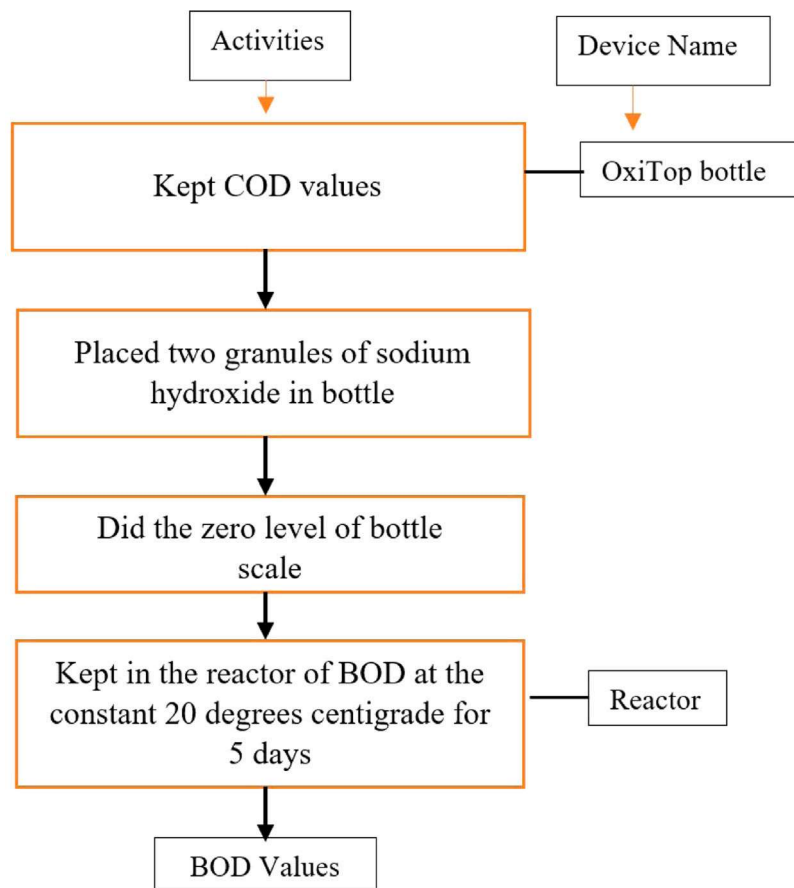 Activities
Device Name
Kept COD values
OxiTop bottle
Placed two granules of sodium
hydroxide in bottle
Did the zero level of bottle
scale
Kept in the reactor of BOD at the
constant 20 degrees centigrade for
5 days
Reactor
BOD Values